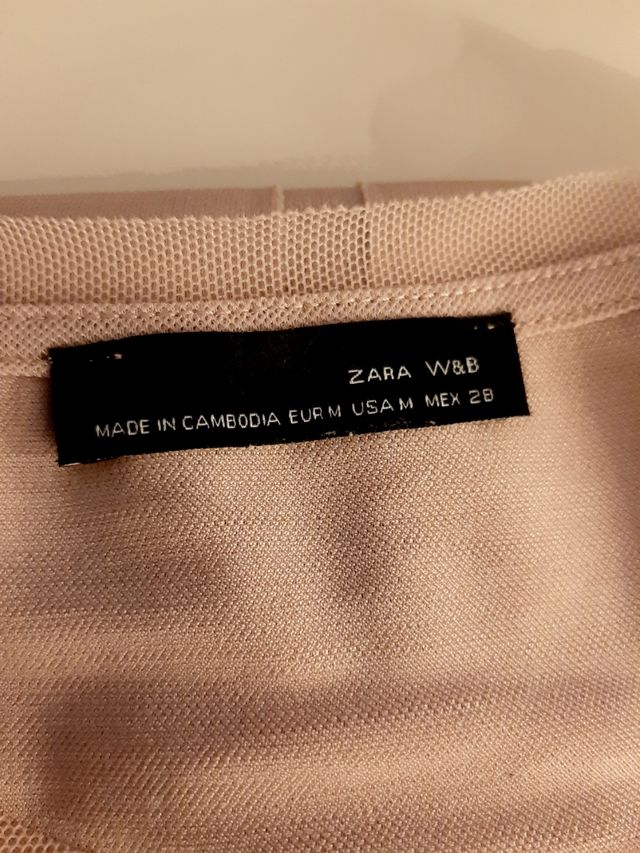 ZARA W&B
MADE IN CAMBODIA EUR M USA M MEX 28